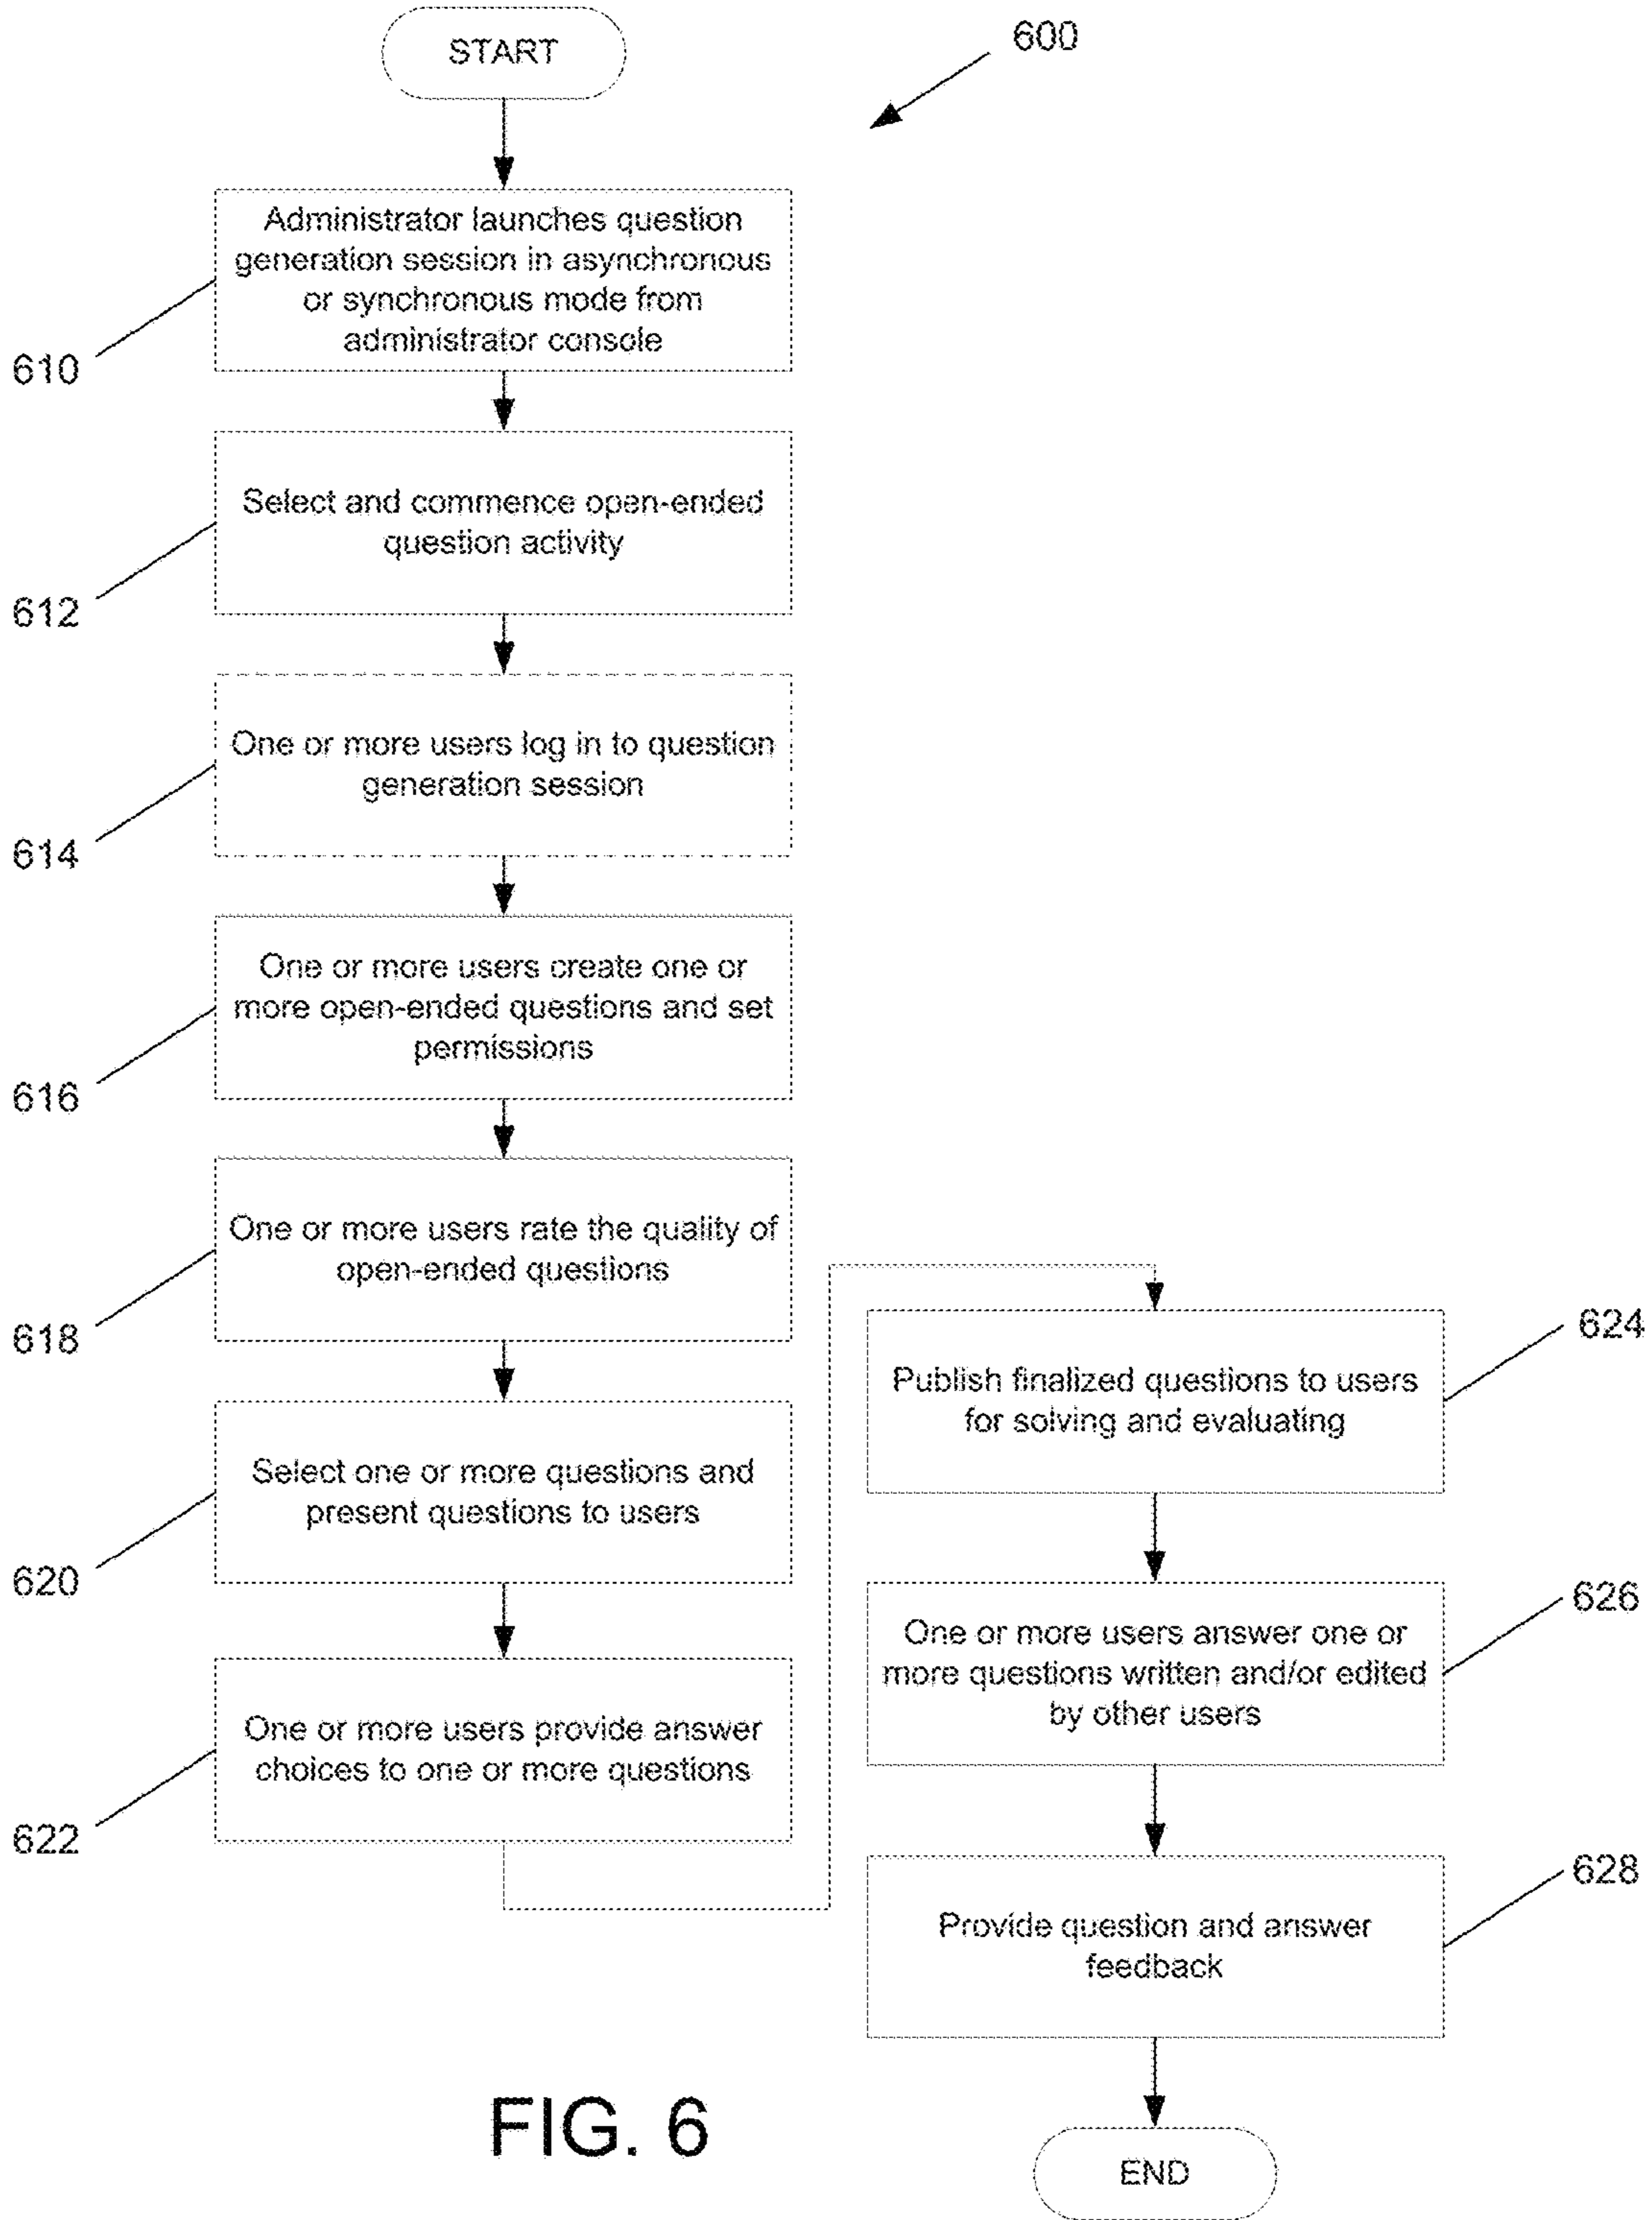 START
600
Administrator launches question
generation session in asynchronous
or synchronous mode from
administrator console
610
Select and commence open-ended
question activity
612
One or more users log in to question
generation session
614
One or more users create one or
more open-ended questions and set
permissions
616
One or more users rate the quality of
open-ended questions
618
Select one or more questions and
present questions to users
620
One or more users provide answer
choices to one or more questions
622
Publish finalized questions to users
for solving and evaluating
624
One or more users answer one or
more questions written and/or edited
by other users
626
Provide question and answer
feedback
628
END
FIG. 6